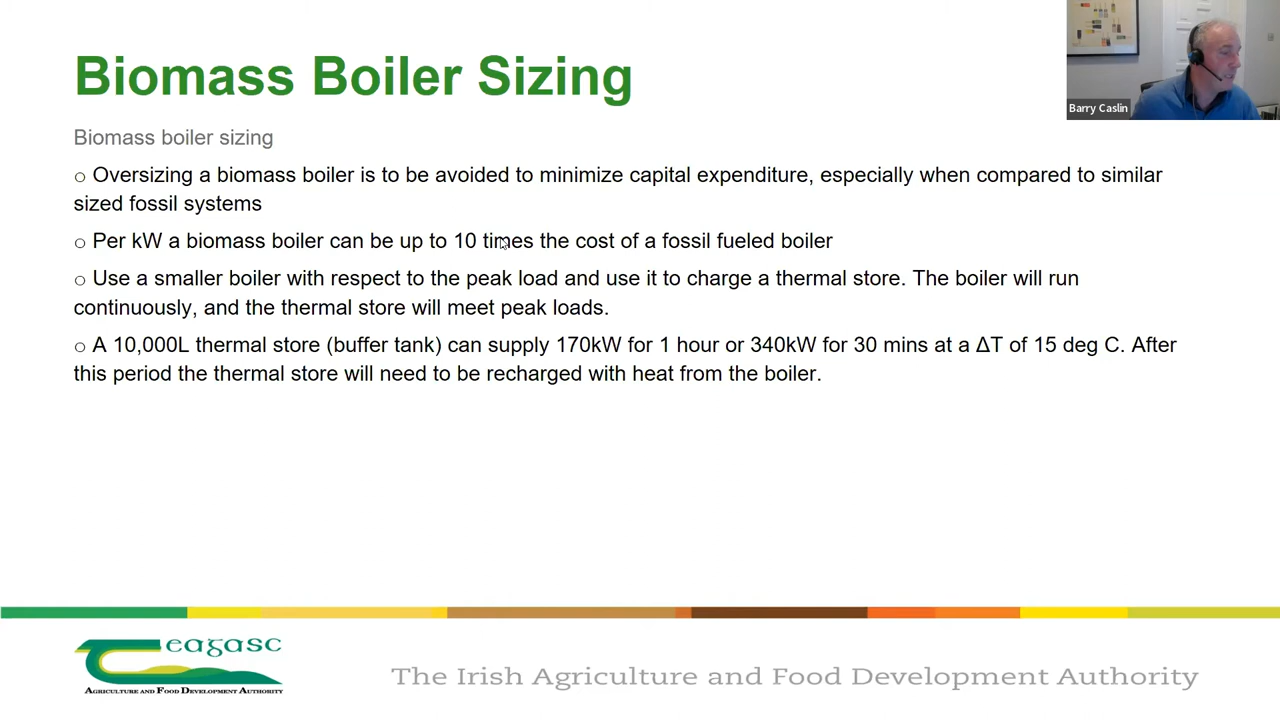 Biomass Boiler Sizing
Barry Caslin
Biomass boiler sizing
o Oversizing a biomass boiler is to be avoided to minimize capital expenditure, especially when compared to similar
sized fossil systems
o Per kW a biomass boiler can be up to 10 times the cost of a fossil fueled boiler
o Use a smaller boiler with respect to the peak load and use it to charge a thermal store. The boiler will run
continuously, and the thermal store will meet peak loads.
o A 10,000L thermal store (buffer tank) can supply 170kW for 1 hour or 340kW for 30 mins at a ΔT of 15 deg C. After
this period the thermal store will need to be recharged with heat from the boiler.
teagasc
AGRICULTURE AND FOOD DEVELOPMENT AUTHORITY
The Irish Agriculture and Food Development Authority